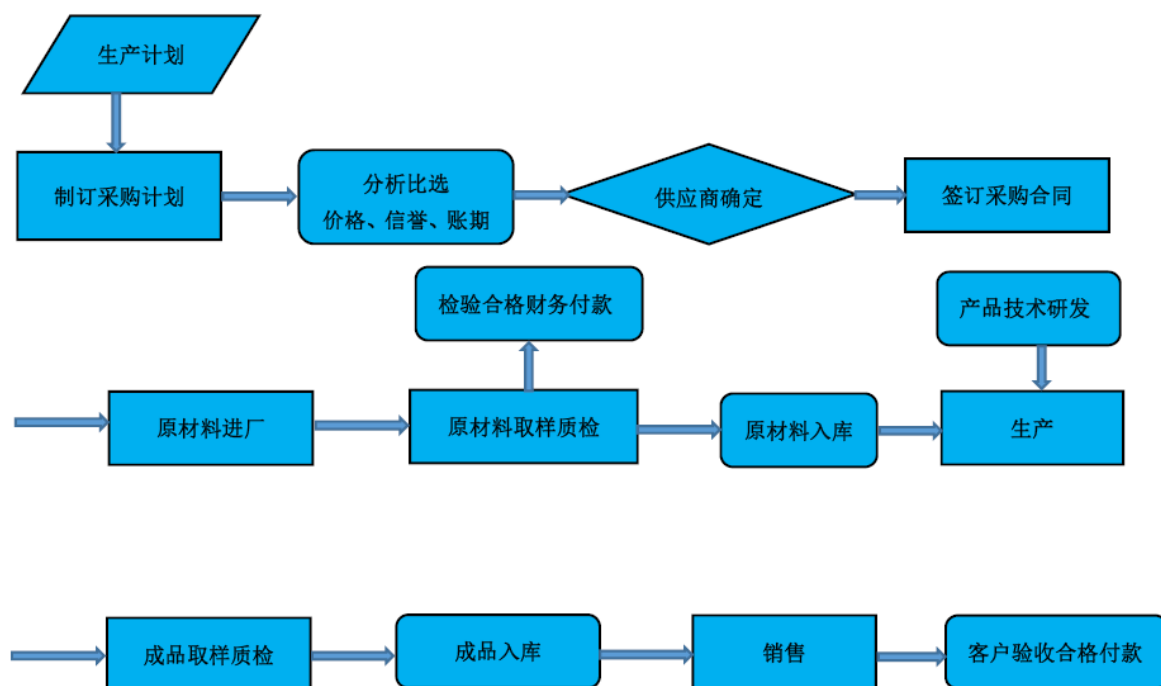 生产计划
制订采购计划
分析比选
价格、信誉、账期
供应商确定
签订采购合同
检验合格财务付款
产品技术研发
原材料进厂
原材料取样质检
原材料入库
生产
成品取样质检
成品入库
销售
客户验收合格付款